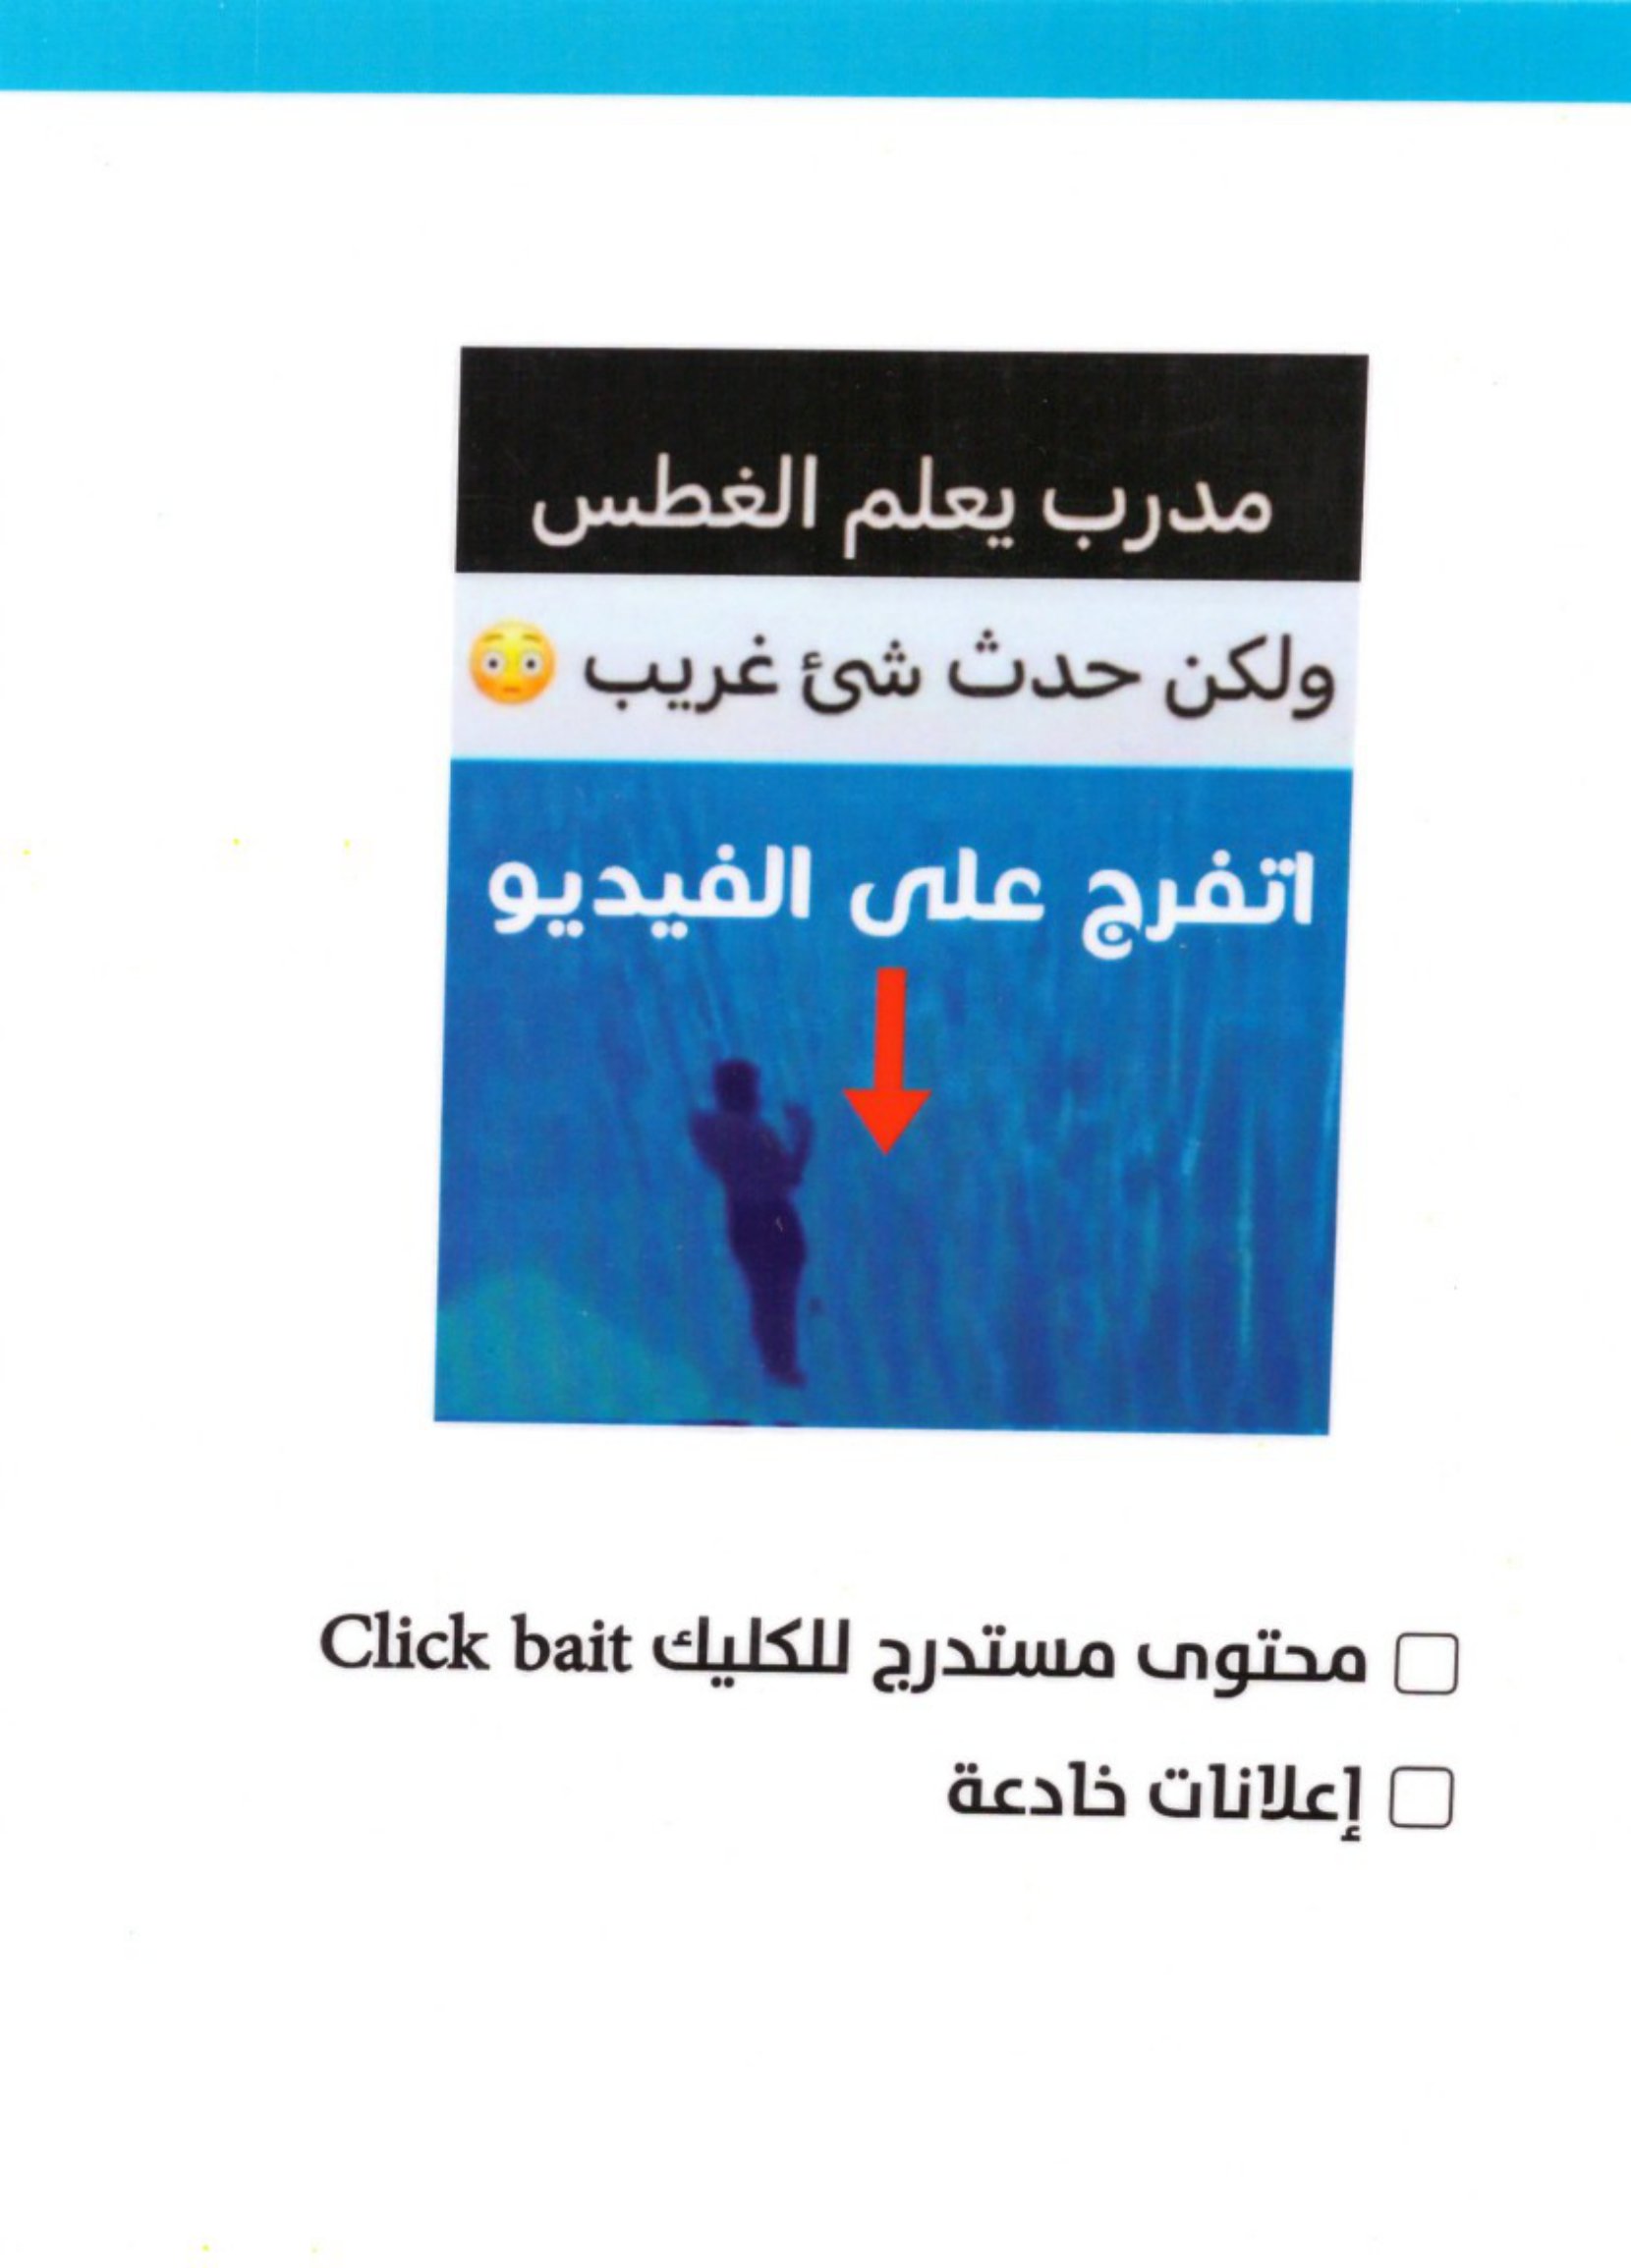 مدرب يعلم الغطس
ولكن حدث شئ غريب 😳
اتفرج على الفيديو
محتوى مستدرج للكليك Click bait
إعلانات خادعة